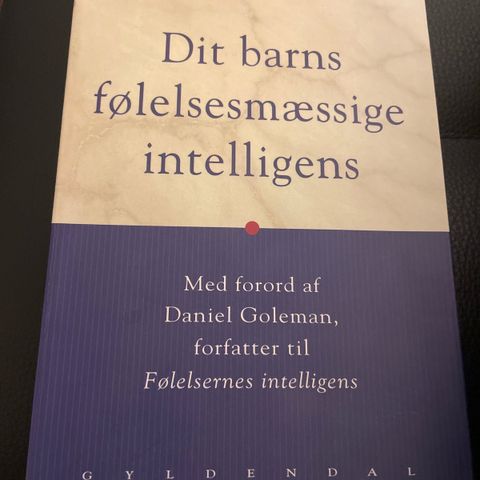 Dit barns
følelsesmæssige
intelligens
Med forord af
Daniel Goleman,
forfatter til
Følelsernes intelligens
GYLDENDAL